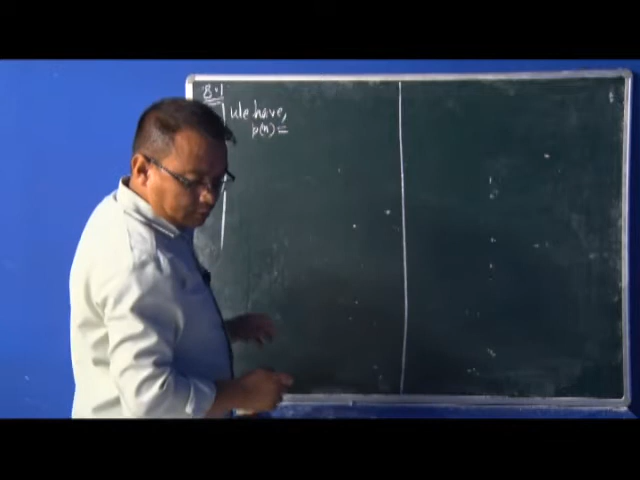 8.1
We have,
p(n) =